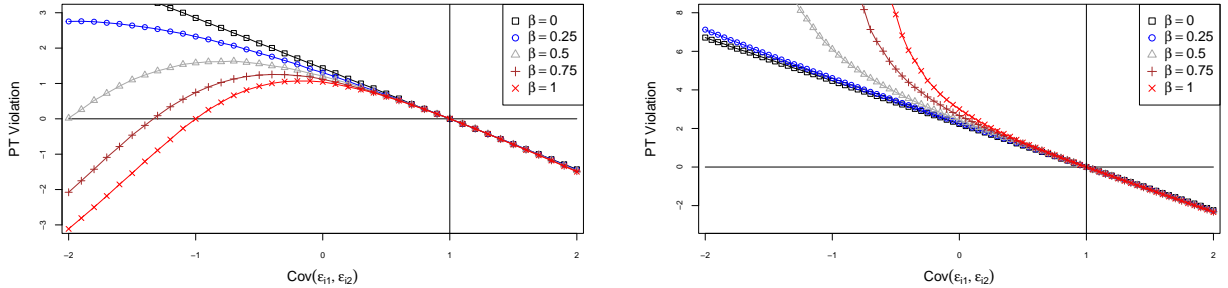 PT Violation
3
2
1
0
−1
−2
−3
−2
−1
0
1
2
Cov(εi1, εi2)
β = 0
β = 0.25
β = 0.5
β = 0.75
β = 1
PT Violation
8
6
4
2
0
−2
−2
−1
0
1
2
Cov(εi1, εi2)
β = 0
β = 0.25
β = 0.5
β = 0.75
β = 1